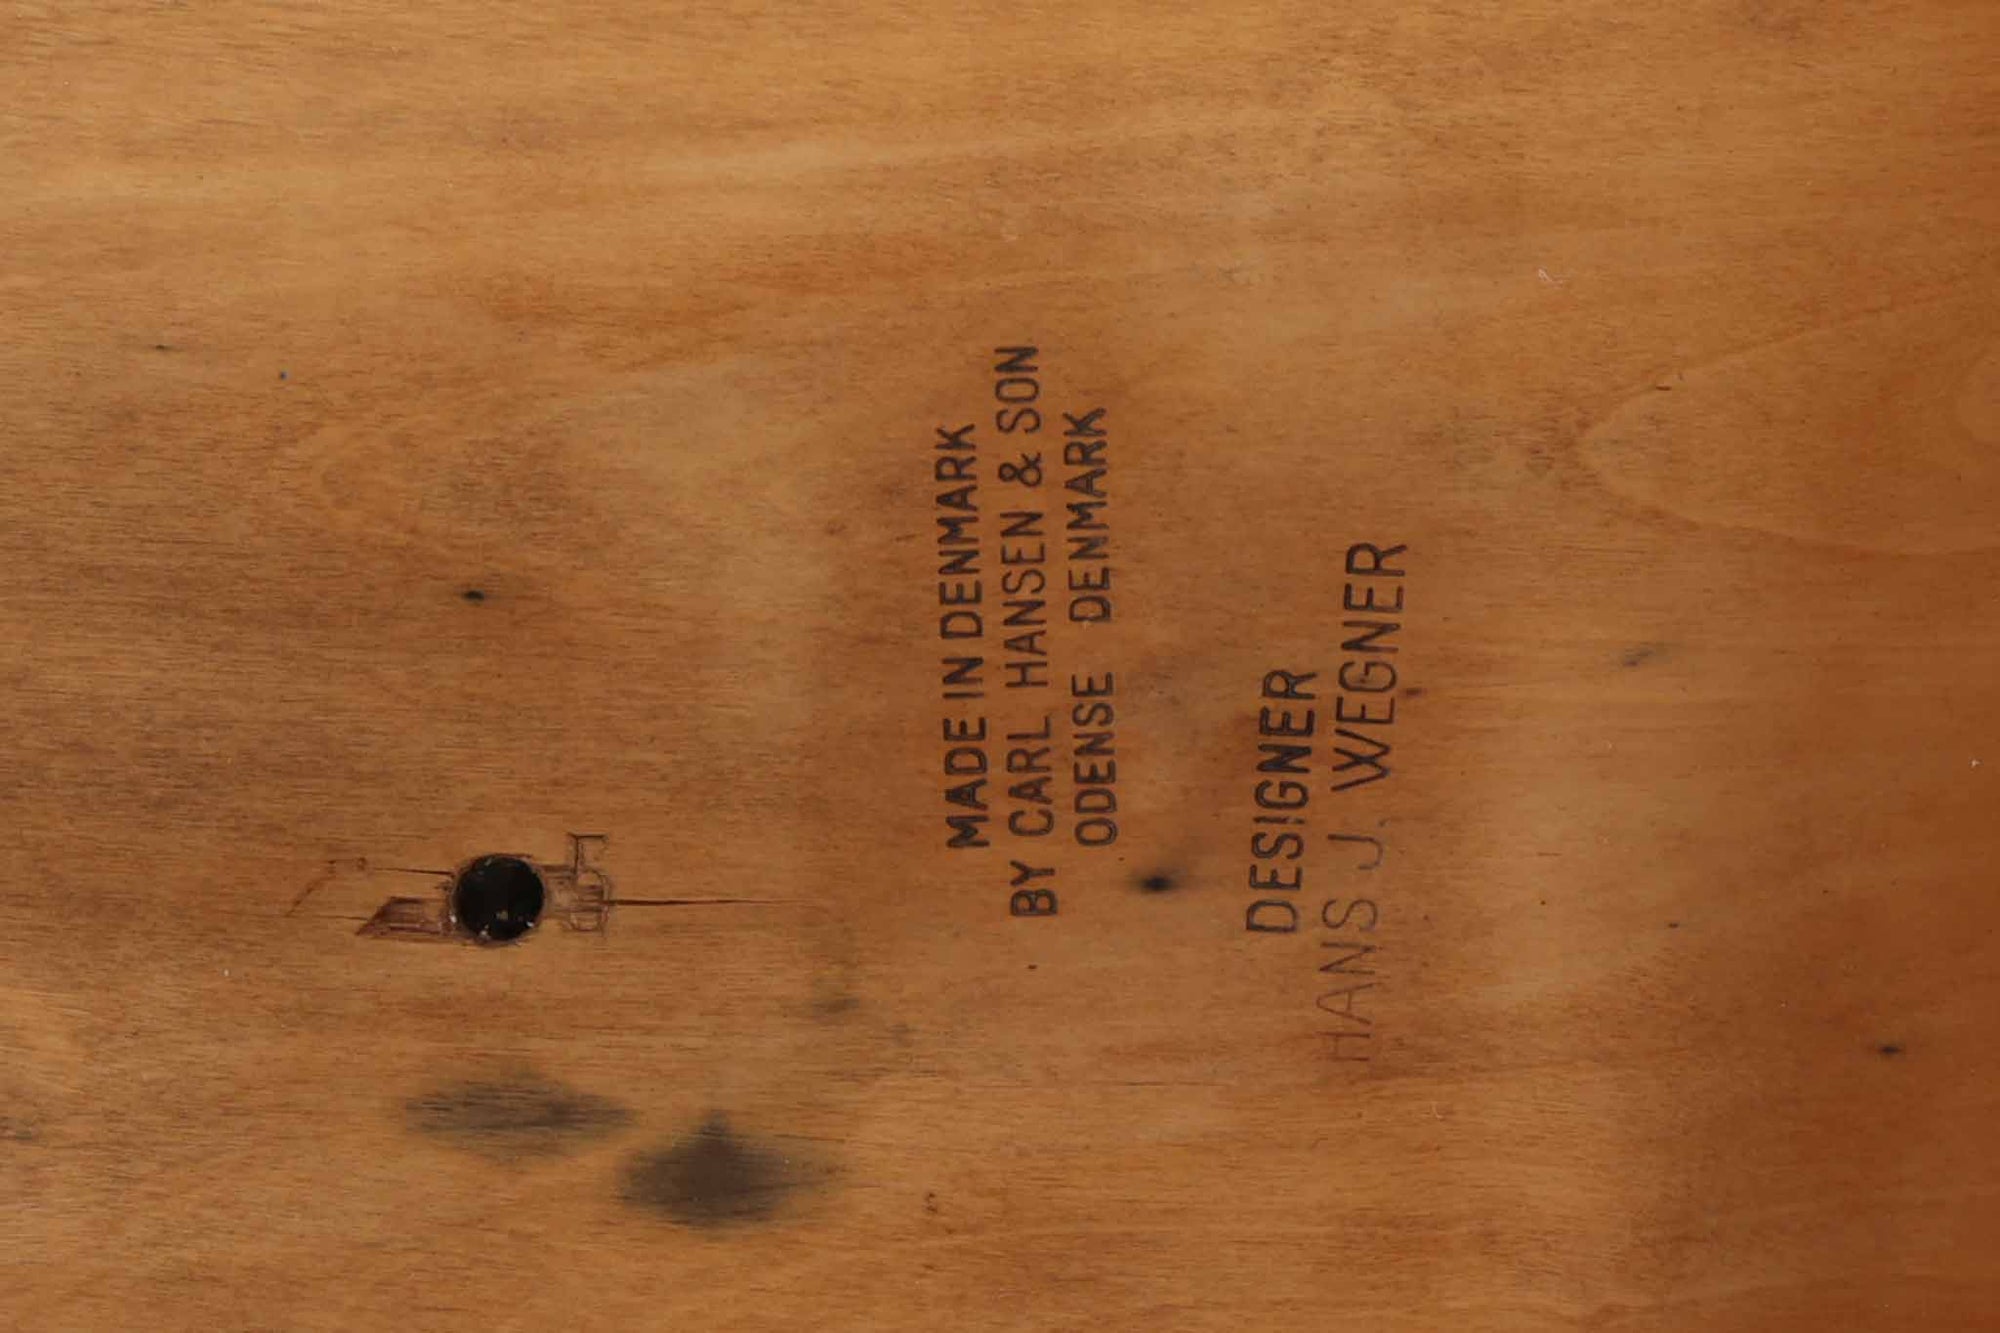 MADE IN DENMARK
BY CARL HANSEN & SON
ODENSE DENMARK
DESIGNER
HANS J. WEGNER